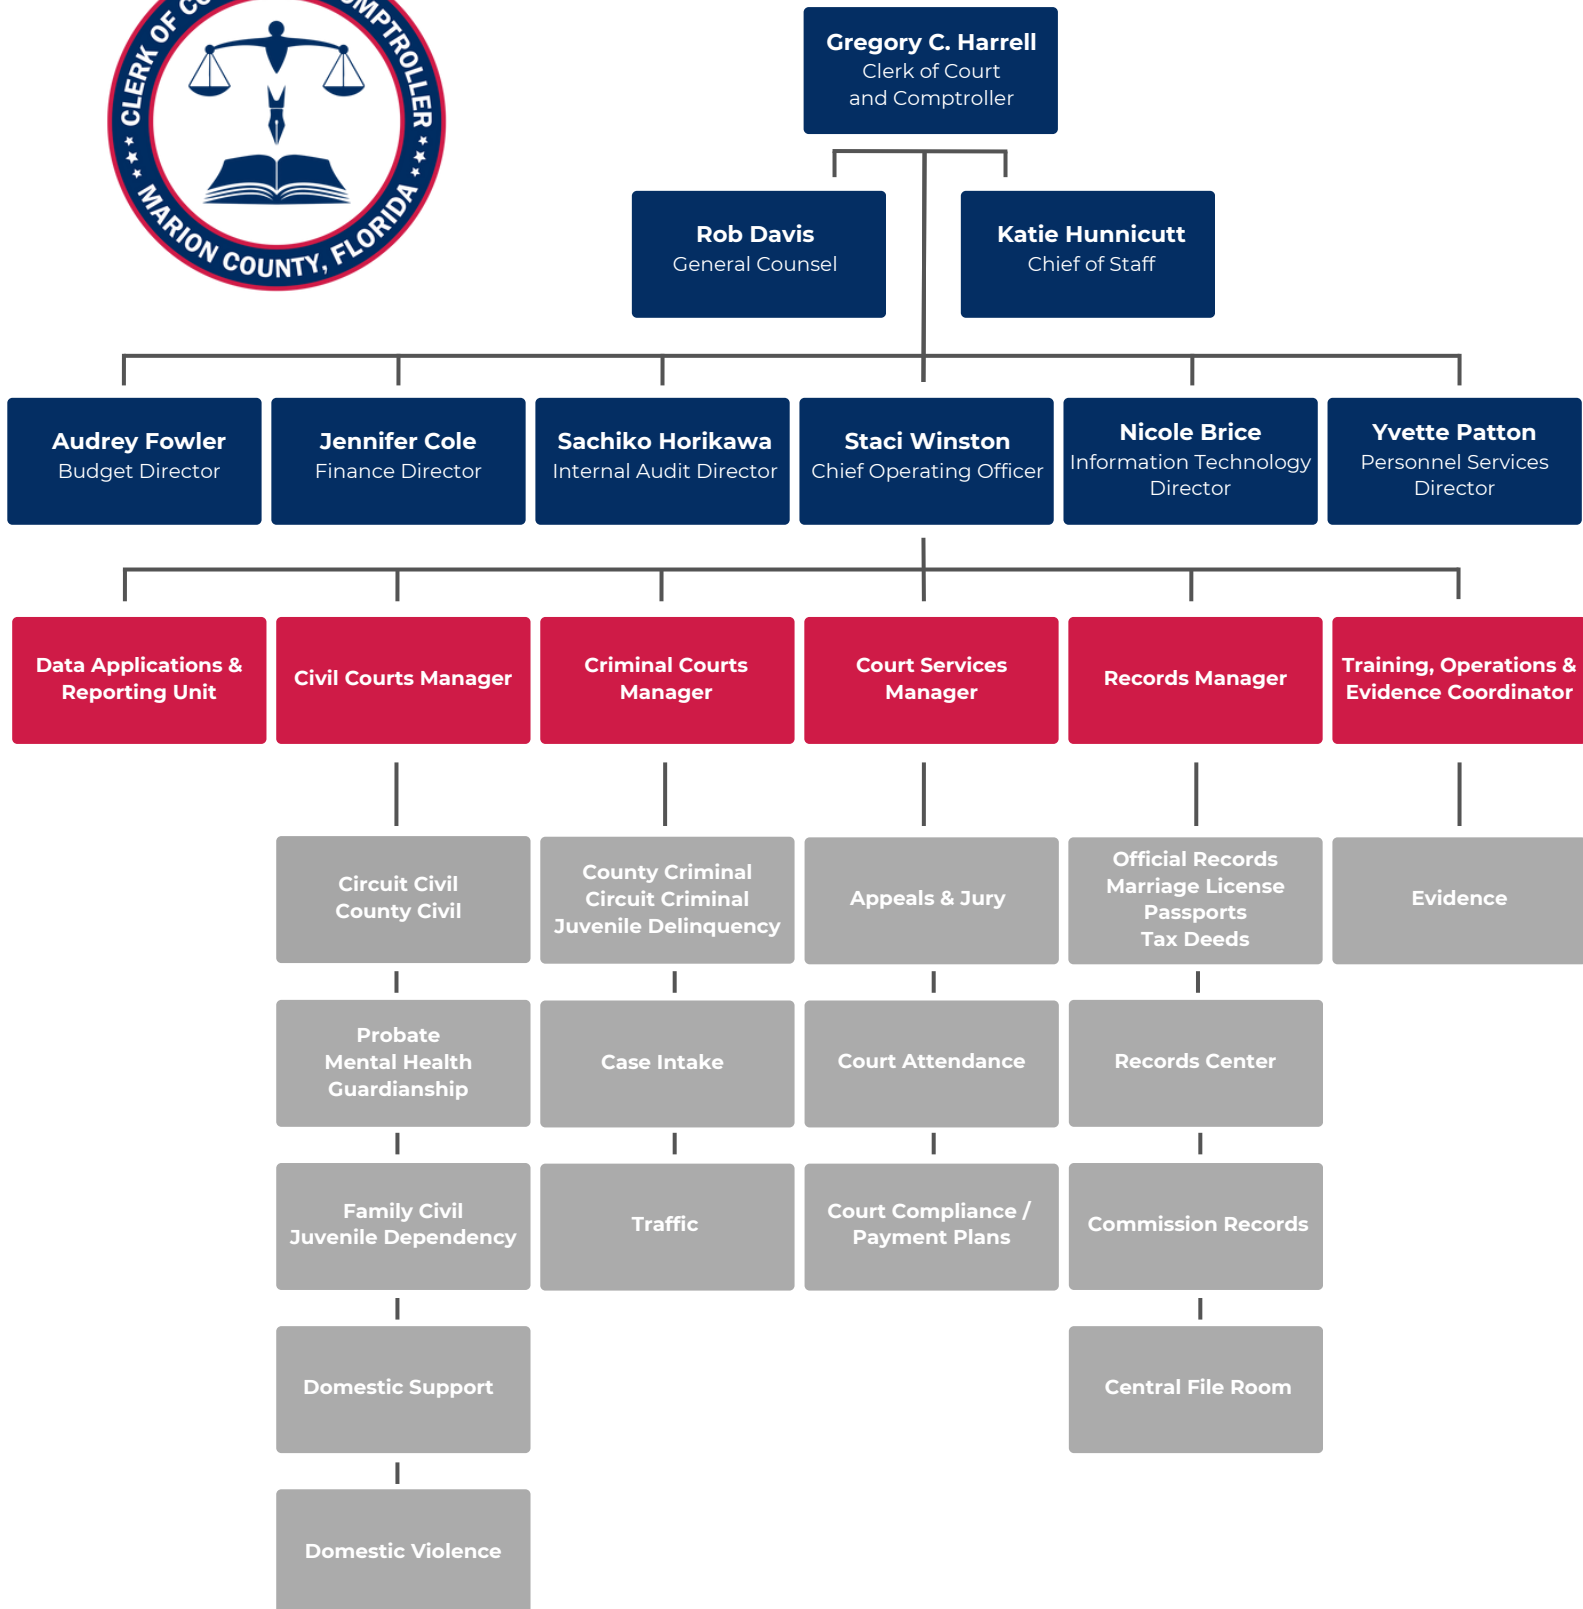 CLERK OF CO
OMPTROLLER
MARION COUNTY, FLORIDA
Gregory C. Harrell
Clerk of Court
and Comptroller
Rob Davis
General Counsel
Katie Hunnicutt
Chief of Staff
Audrey Fowler
Budget Director
Jennifer Cole
Finance Director
Sachiko Horikawa
Internal Audit Director
Staci Winston
Chief Operating Officer
Nicole Brice
Information Technology
Director
Yvette Patton
Personnel Services
Director
Data Applications &
Reporting Unit
Civil Courts Manager
Criminal Courts
Manager
Court Services
Manager
Records Manager
Training, Operations &
Evidence Coordinator
Circuit Civil
County Civil
County Criminal
Circuit Criminal
Juvenile Delinquency
Appeals & Jury
Official Records
Marriage License
Passports
Tax Deeds
Evidence
Probate
Mental Health
Guardianship
Case Intake
Court Attendance
Records Center
Family Civil
Juvenile Dependency
Traffic
Court Compliance /
Payment Plans
Commission Records
Domestic Support
Central File Room
Domestic Violence